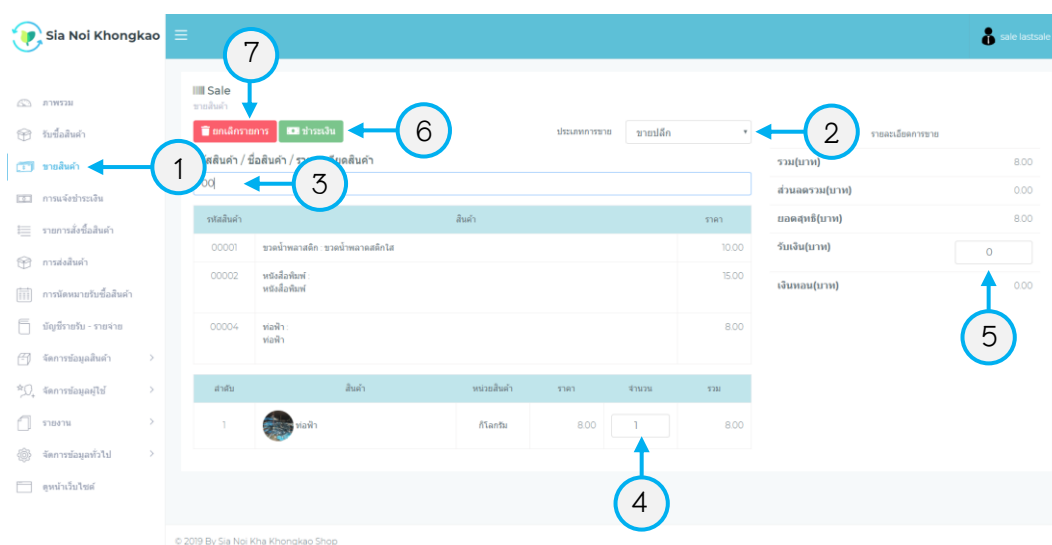 Sia Noi Khongkao
sale lastsale
7
ภาพรวม
รับซื้อสินค้า
ขายสินค้า
การแจ้งชำระเงิน
รายการสั่งซื้อสินค้า
การส่งสินค้า
การนัดหมายรับซื้อสินค้า
บัญชีรายรับ - รายจ่าย
จัดการข้อมูลสินค้า
จัดการข้อมูลผู้ใช้
รายงาน
จัดการข้อมูลทั่วไป
ดูหน้าเว็บไซต์
1
Sale
ขายสินค้า
ยกเลิกรายการ
ชำระเงิน
6
ประเภทการขาย ขายปลีก
2
สินค้า / ชื่อสินค้า / ยดสินค้า
00
3
รหัสสินค้า สินค้า ราคา
00001 ขวดน้ำพลาสติก : ขวดน้ำพลาดสติกใส 10.00
00002 หนังสือพิมพ์ : 15.00
หนังสือพิมพ์
00004 ท่อฟ้า : 8.00
ท่อฟ้า
ลำดับ สินค้า หน่วยสินค้า ราคา จำนวน รวม
1 ท่อฟ้า กิโลกรัม 8.00 1 8.00
4
รายละเอียดการขาย
รวม(บาท) 8.00
ส่วนลดรวม(บาท) 0.00
ยอดสุทธิ(บาท) 8.00
รับเงิน(บาท) 0
เงินทอน(บาท) 0.00
5
© 2019 By Sia Noi Kha Khongkao Shop